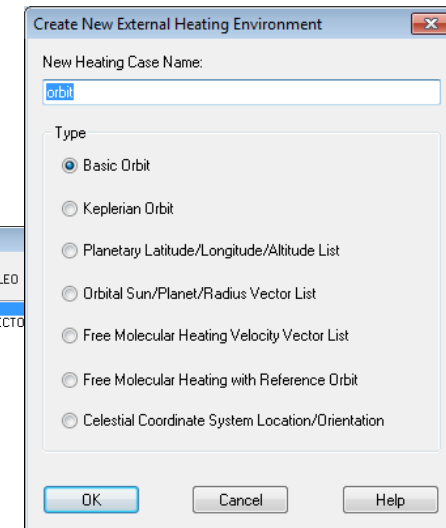 Create New External Heating Environment
New Heating Case Name:
orbit
Type
Basic Orbit
Keplerian Orbit
Planetary Latitude/Longitude/Altitude List
Orbital Sun/Planet/Radius Vector List
LEO
ECTO
Free Molecular Heating Velocity Vector List
Free Molecular Heating with Reference Orbit
Celestial Coordinate System Location/Orientation
OK Cancel Help